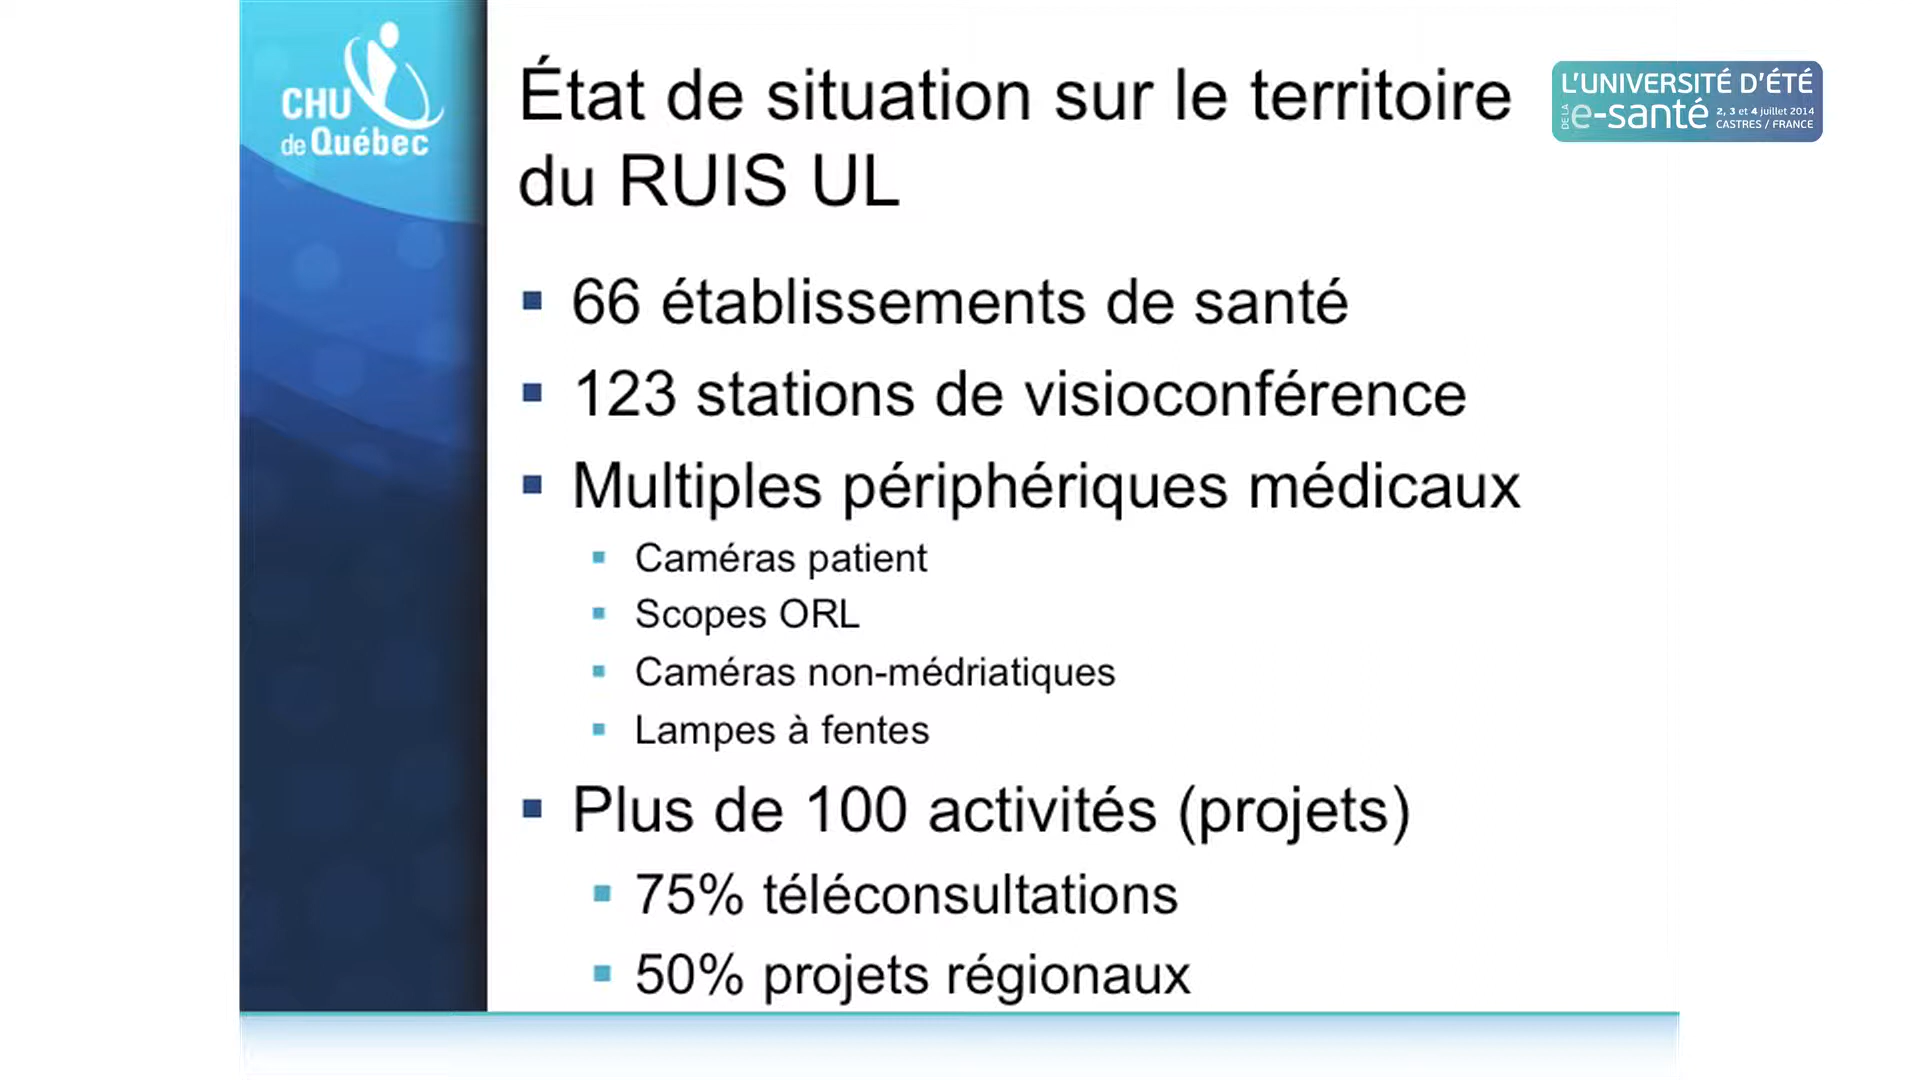 CHU
de Québec
État de situation sur le territoire
du RUIS UL
L'UNIVERSITÉ D'ÉTÉ
DE LA e-santé 2, 3 et 4 juillet 2014
CASTRES / FRANCE
66 établissements de santé
123 stations de visioconférence
Multiples périphériques médicaux
Caméras patient
Scopes ORL
Caméras non-médriatiques
Lampes à fentes
Plus de 100 activités (projets)
75% téléconsultations
50% projets régionaux